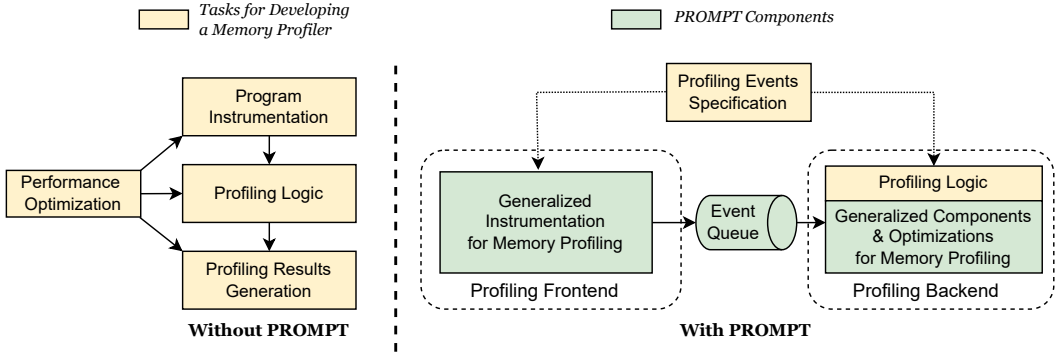 Tasks for Developing
a Memory Profiler
PROMPT Components
Program
Instrumentation
Performance
Optimization
Profiling Logic
Profiling Results
Generation
Without PROMPT
Profiling Events
Specification
Generalized
Instrumentation
for Memory Profiling
Profiling Frontend
Event
Queue
Profiling Logic
Generalized Components
& Optimizations
for Memory Profiling
Profiling Backend
With PROMPT